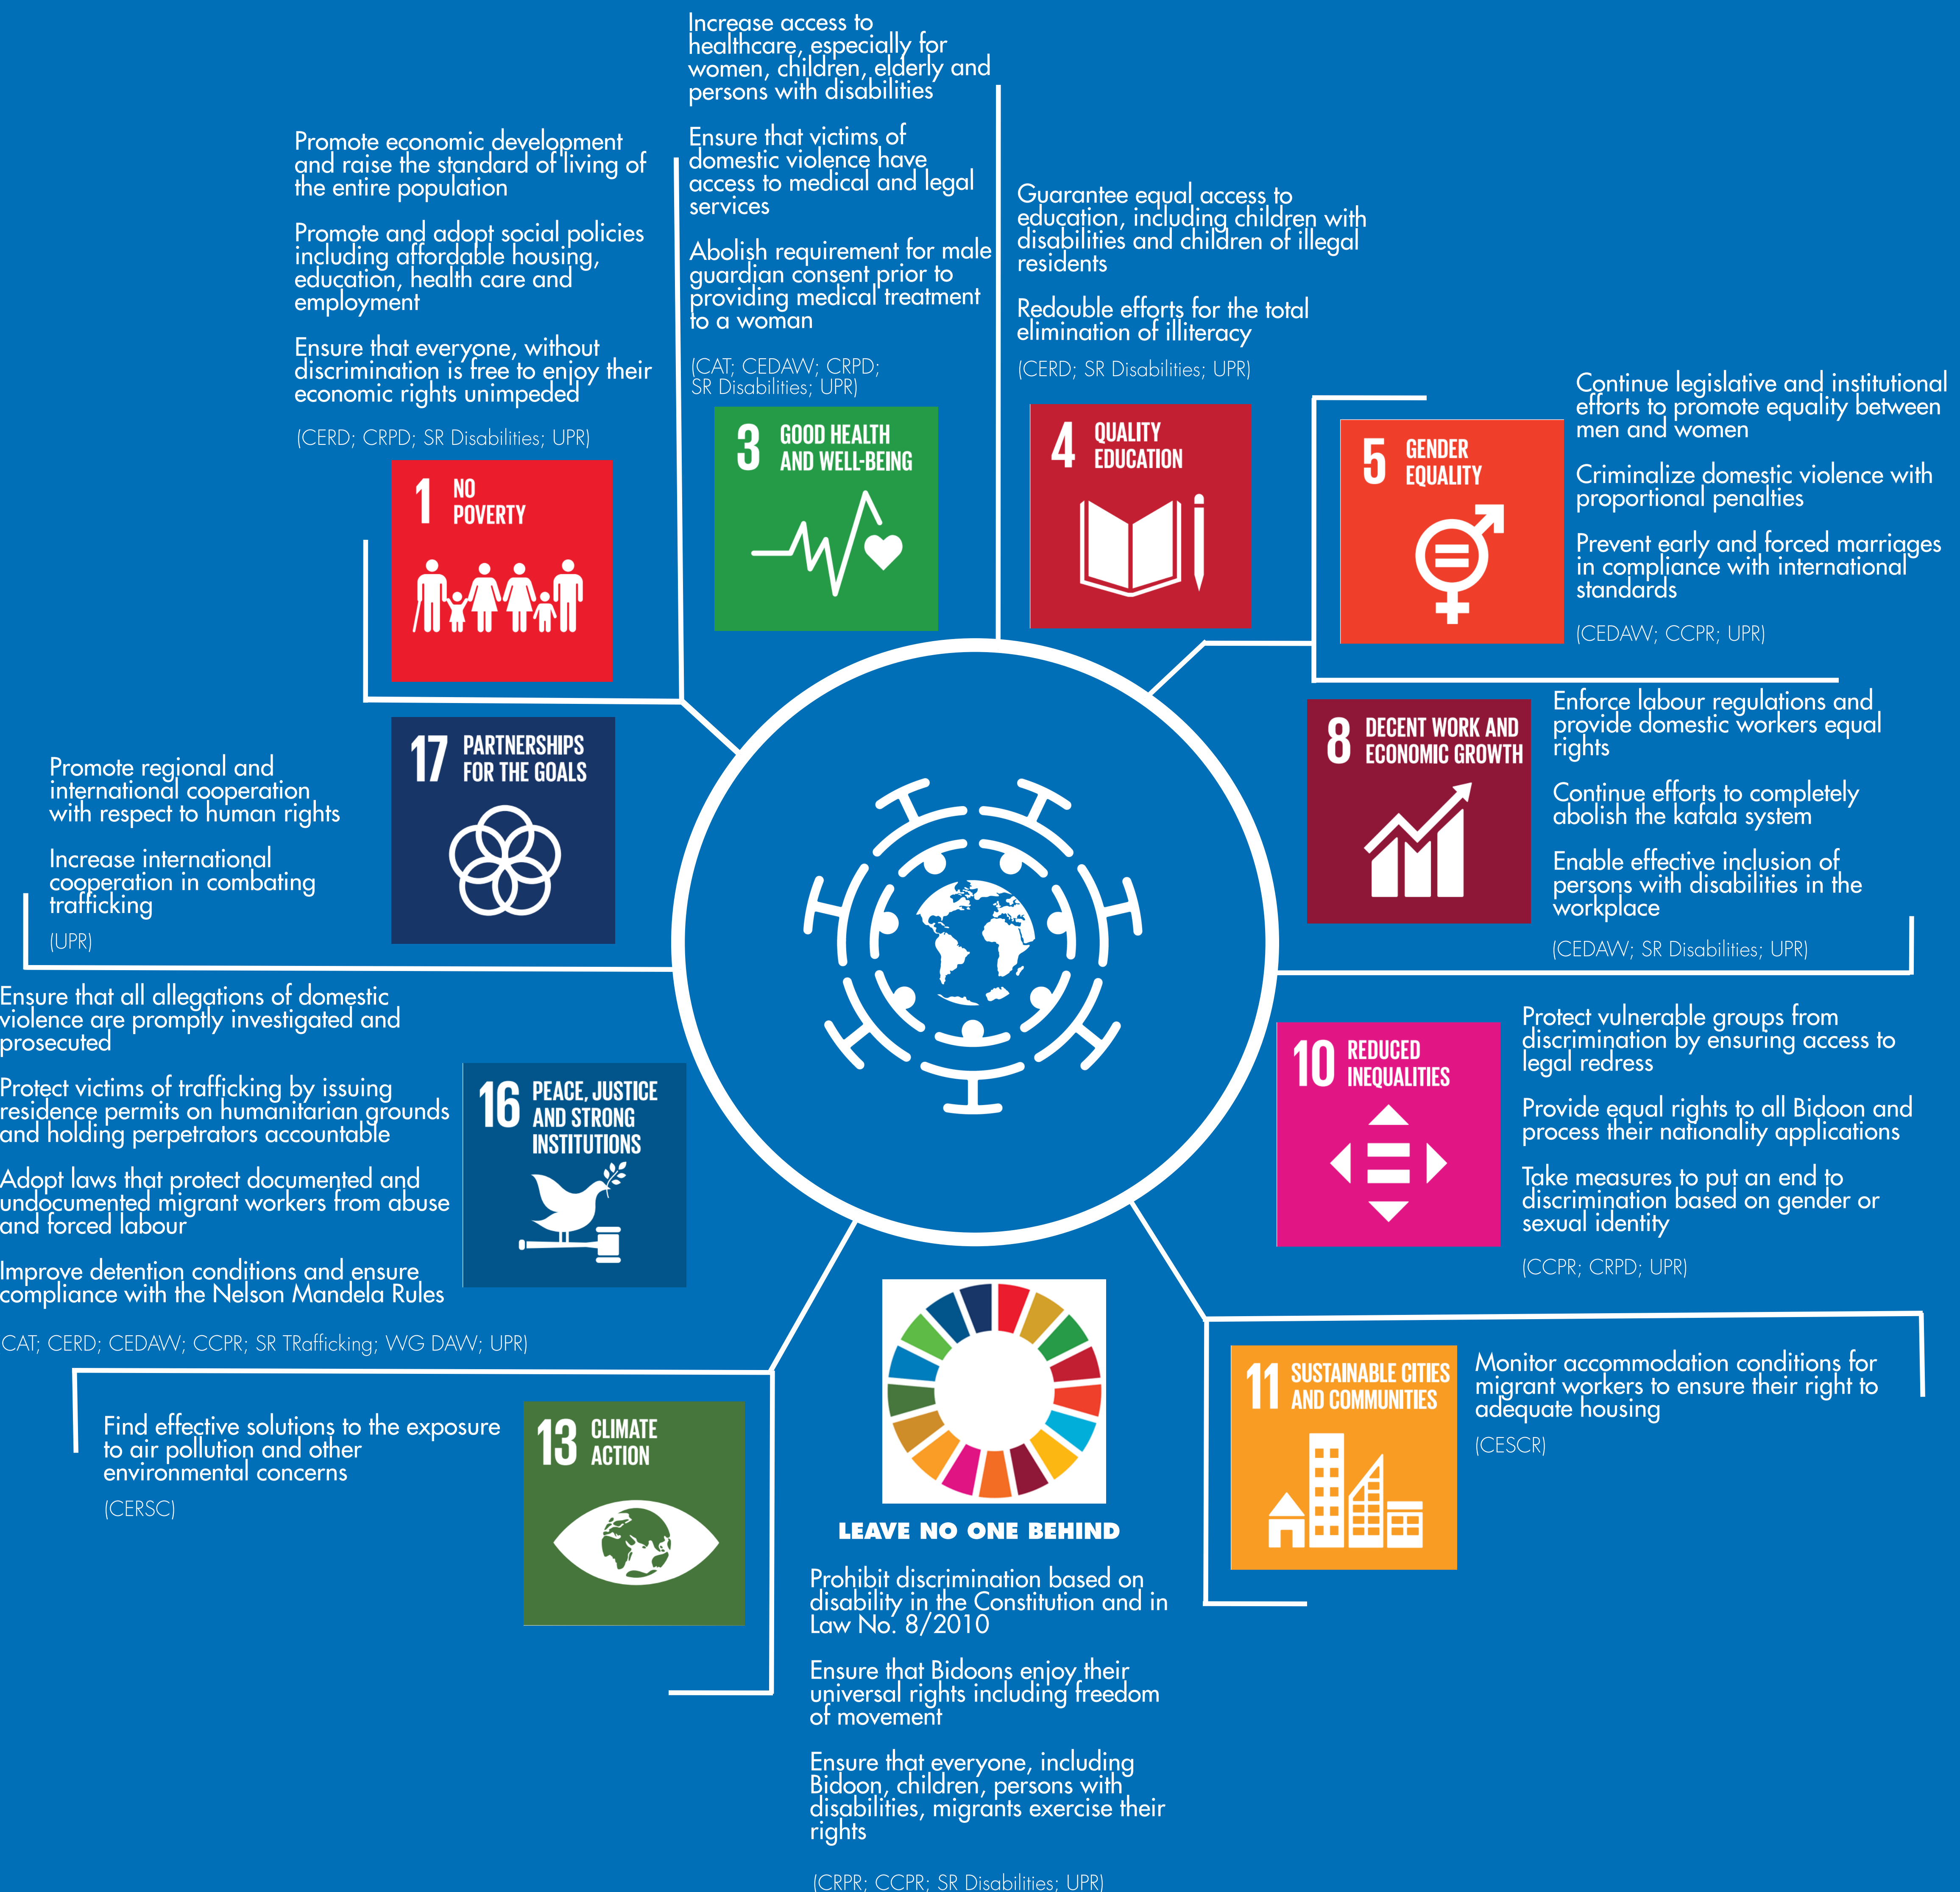 Increase access to
healthcare, especially for
women, children, elderly and
persons with disabilities
Ensure that victims of
domestic violence have
access to medical and legal
services
Abolish requirement for male
guardian consent prior to
providing medical treatment
to a woman
(CAT; CEDAW; CRPD;
SR Disabilities; UPR)
3 GOOD HEALTH
AND WELL-BEING
Promote economic development
and raise the standard of living of
the entire population
Promote and adopt social policies
including affordable housing,
education, health care and
employment
Ensure that everyone, without
discrimination is free to enjoy their
economic rights unimpeded
(CERD; CRPD; SR Disabilities; UPR)
1 NO
POVERTY
Guarantee equal access to
education, including children with
disabilities and children of illegal
residents
Redouble efforts for the total
elimination of illiteracy
(CERD; SR Disabilities; UPR)
4 QUALITY
EDUCATION
Continue legislative and institutional
efforts to promote equality between
men and women
Criminalize domestic violence with
proportional penalties
Prevent early and forced marriages
in compliance with international
standards
(CEDAW; CCPR; UPR)
5 GENDER
EQUALITY
Enforce labour regulations and
provide domestic workers equal
rights
Continue efforts to completely
abolish the kafala system
Enable effective inclusion of
persons with disabilities in the
workplace
(CEDAW; SR Disabilities; UPR)
8 DECENT WORK AND
ECONOMIC GROWTH
17 PARTNERSHIPS
FOR THE GOALS
Promote regional and
international cooperation
with respect to human rights
Increase international
cooperation in combating
trafficking
(UPR)
Ensure that all allegations of domestic
violence are promptly investigated and
prosecuted
Protect victims of trafficking by issuing
residence permits on humanitarian grounds
and holding perpetrators accountable
Adopt laws that protect documented and
undocumented migrant workers from abuse
and forced labour
Improve detention conditions and ensure
compliance with the Nelson Mandela Rules
CAT; CERD; CEDAW; CCPR; SR TRafficking; WG DAW; UPR)
16 PEACE, JUSTICE
AND STRONG
INSTITUTIONS
10 REDUCED
INEQUALITIES
Protect vulnerable groups from
discrimination by ensuring access to
legal redress
Provide equal rights to all Bidoon and
process their nationality applications
Take measures to put an end to
discrimination based on gender or
sexual identity
(CCPR; CRPD; UPR)
11 SUSTAINABLE CITIES
AND COMMUNITIES
Monitor accommodation conditions for
migrant workers to ensure their right to
adequate housing
(CESCR)
Find effective solutions to the exposure
to air pollution and other
environmental concerns
(CERSC)
13 CLIMATE
ACTION
LEAVE NO ONE BEHIND
Prohibit discrimination based on
disability in the Constitution and in
Law No. 8/2010
Ensure that Bidoons enjoy their
universal rights including freedom
of movement
Ensure that everyone, including
Bidoon, children, persons with
disabilities, migrants exercise their
rights
(CRPR; CCPR; SR Disabilities; UPR)